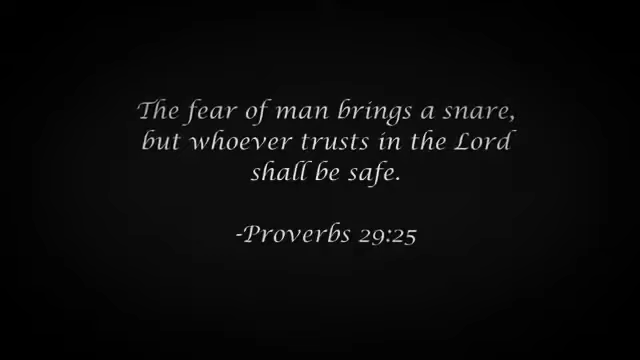 The fear of man brings a snare,
but whoever trusts in the Lord
shall be safe.
-Proverbs 29:25